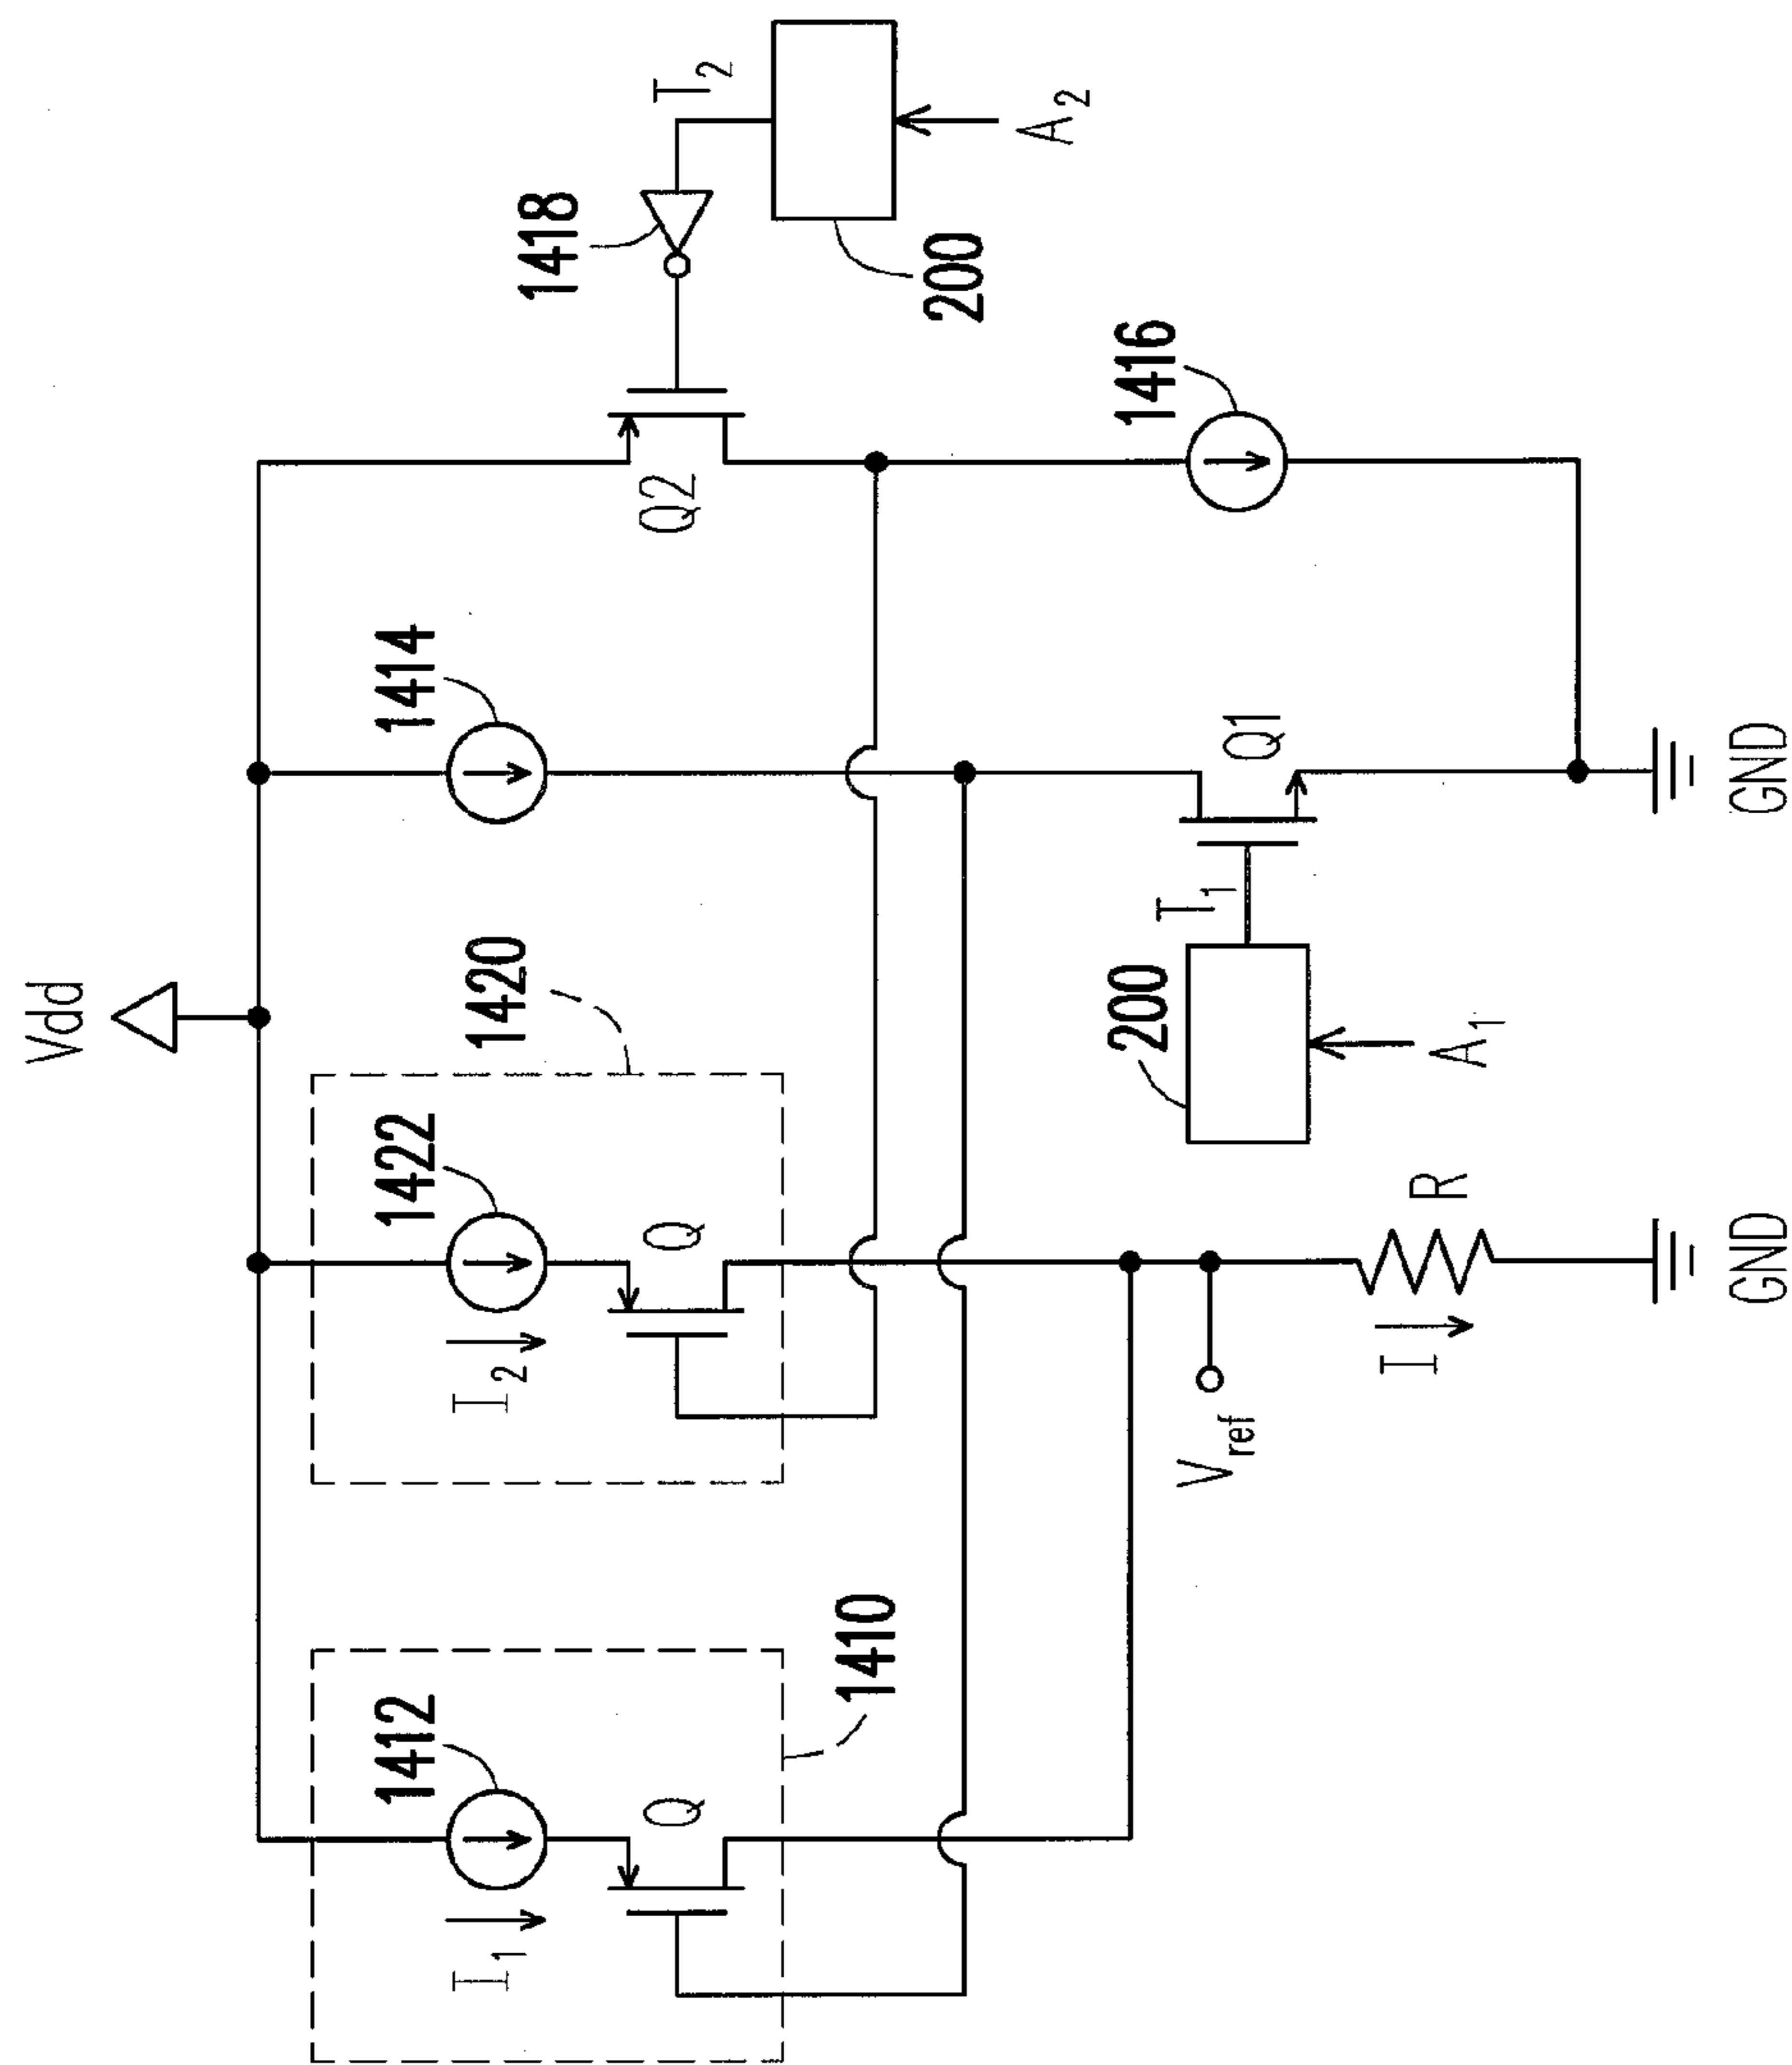 Vdd
T2
A2
1418
200
Q2
1416
1414
1420
1422
I2
Q
1412
I1
Q
1410
T1
Q1
200
A1
Vref
R
I
GND
GND